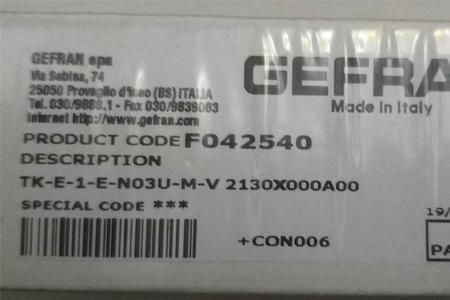 GEFRAN spa
Via Sebina, 74
25050 Provaglio d'Iseo (BS) ITALIA
Tel. 030/9888.1 - Fax 030/9839063
Internet http://www.gefran.com
GEFRA
Made in Italy
PRODUCT CODE F042540
DESCRIPTION
TK-E-1-E-N03U-M-V 2130X000A00
SPECIAL CODE ***
+CON006
19/
PA